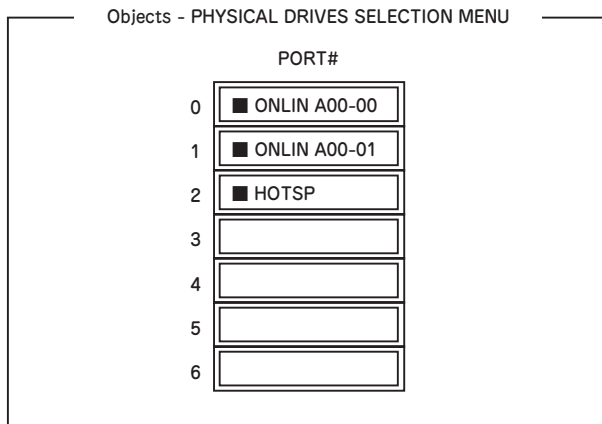 Objects - PHYSICAL DRIVES SELECTION MENU
PORT#
0 ■ ONLIN A00-00
1 ■ ONLIN A00-01
2 ■ HOTSP
3
4
5
6